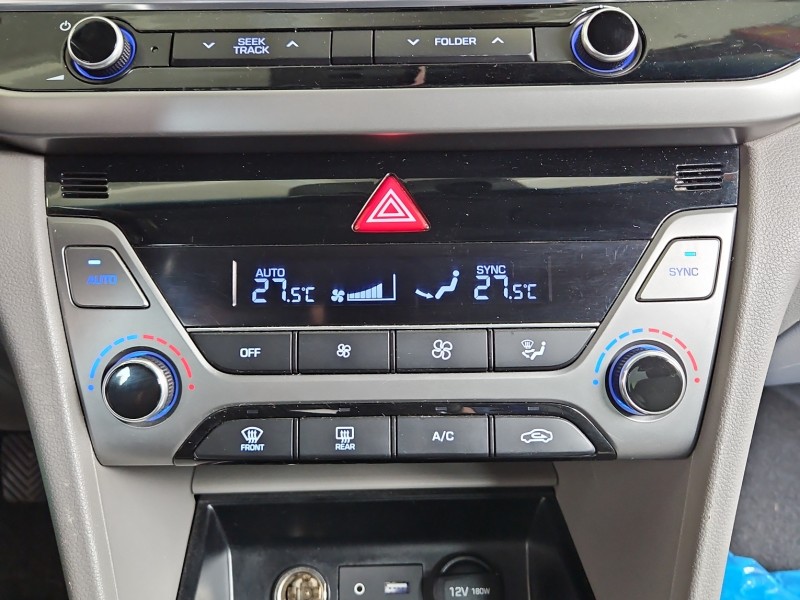 SEEK
TRACK
FOLDER
AUTO
AUTO
27.5°C
SYNC
27.5°C
SYNC
OFF
FRONT
REAR
A/C
12V 180W